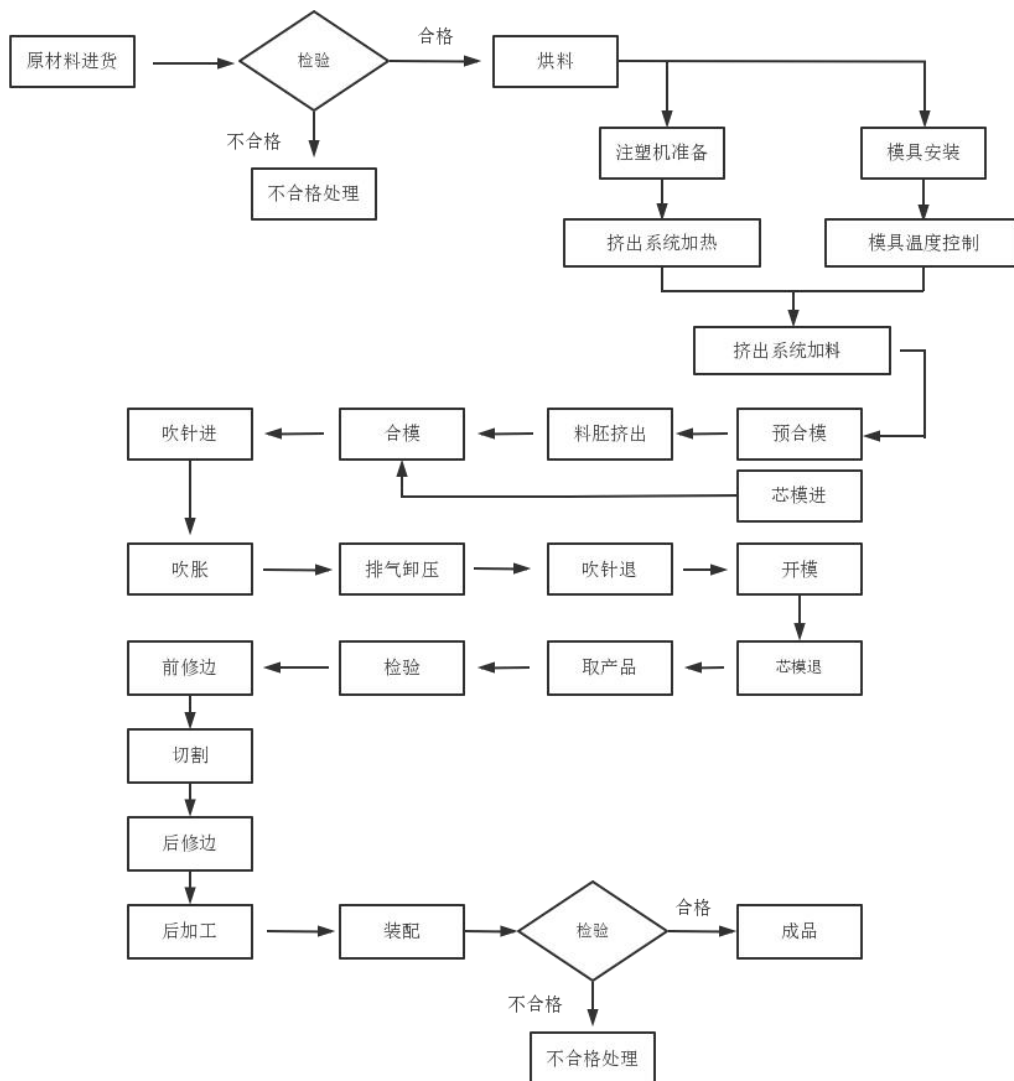 原材料进货
检验
合格
烘料
不合格
不合格处理
注塑机准备
模具安装
挤出系统加热
模具温度控制
挤出系统加料
预合模
料胚挤出
合模
吹针进
芯模进
吹胀
排气卸压
吹针退
开模
芯模退
取产品
检验
前修边
切割
后修边
后加工
装配
检验
合格
成品
不合格
不合格处理